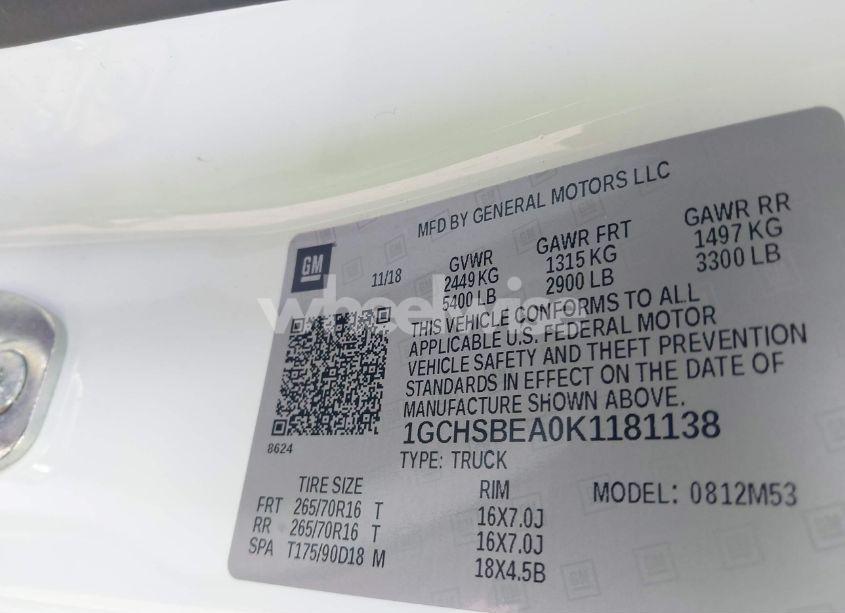 MFD BY GENERAL MOTORS LLC
GM
11/18
GVWR GAWR FRT GAWR RR
2449 KG 1315 KG 1497 KG
5400 LB 2900 LB 3300 LB
THIS VEHICLE CONFORMS TO ALL
APPLICABLE U.S. FEDERAL MOTOR
VEHICLE SAFETY AND THEFT PREVENTION
STANDARDS IN EFFECT ON THE DATE OF
MANUFACTURE SHOWN ABOVE.
1GCHSBEA0K1181138
8624
TYPE: TRUCK
TIRE SIZE RIM MODEL: 0812M53
FRT 265/70R16 T 16X7.0J
RR 265/70R16 T 16X7.0J
SPA T175/90D18 M 18X4.5B